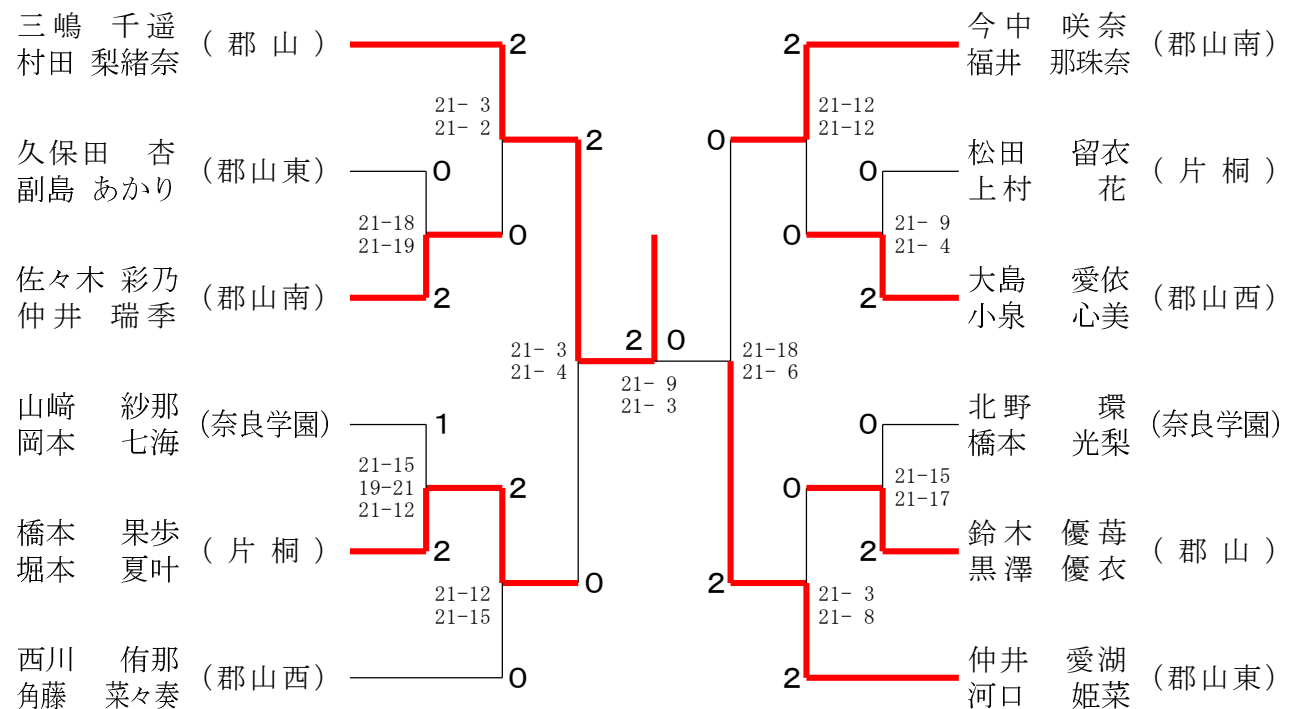 三嶋 千遥
村田 梨緒奈
(郡山)
2
21- 3
21- 2
2
久保田 杏
副島 あかり
(郡山東)
0
21-18
21-19
0
佐々木 彩乃
仲井 瑞季
(郡山南)
2
21- 3
21- 4
2 0
21- 9
21- 3
山﨑 紗那
岡本 七海
(奈良学園)
1
21-15
19-21
21-12
2
橋本 果歩
堀本 夏叶
(片桐)
2
0
21-12
21-15
西川 侑那
角藤 菜々奏
(郡山西)
0
今中 咲奈
福井 那珠奈
(郡山南)
2
21-12
21-12
0
松田 留衣
上村 花
(片桐)
0
21- 9
21- 4
0
大島 愛依
小泉 心美
(郡山西)
2
21-18
21- 6
北野 環
橋本 光梨
(奈良学園)
0
21-15
21-17
0
鈴木 優苺
黒澤 優衣
(郡山)
2
2
21- 3
21- 8
仲井 愛湖
河口 姫菜
(郡山東)
2